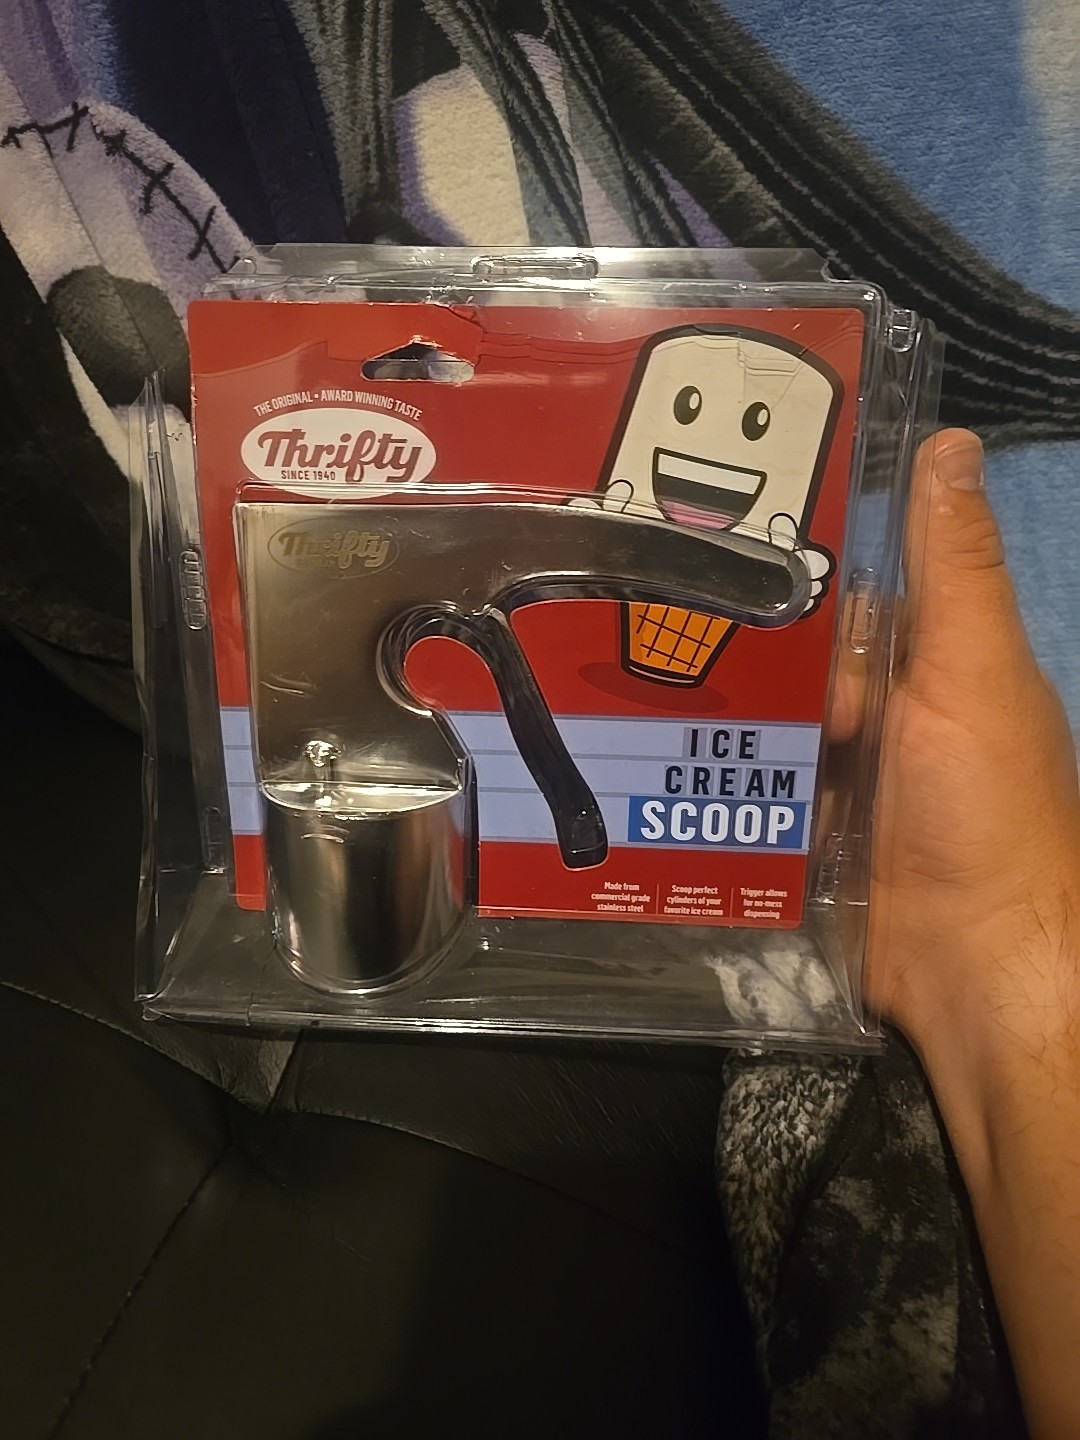 THE ORIGINAL • AWARD WINNING TASTE
Thrifty
SINCE 1940
Thrifty
ICE
CREAM
SCOOP
Made from
commercial grade
stainless steel
Scoop perfect
cylinders of your
favorite ice cream
Trigger allows
for no-mess
dispensing